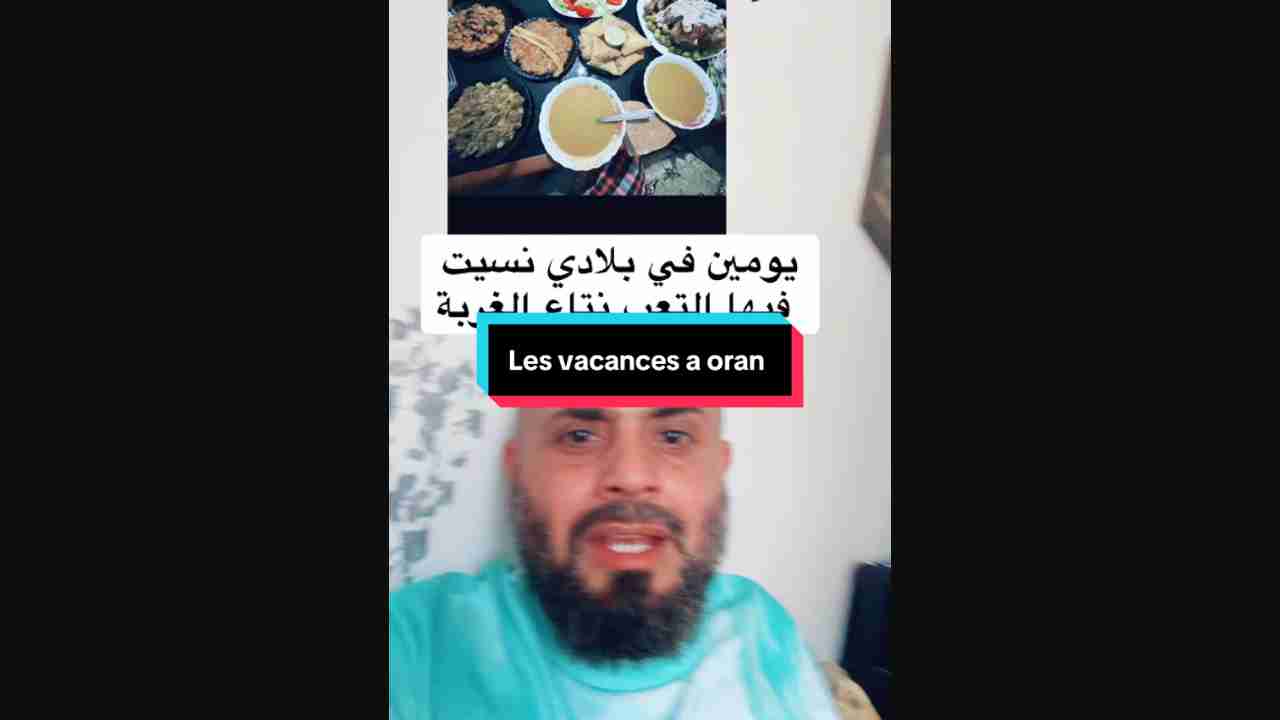 يومين في بلادي نسيت
فيها التعب نتاع الغربة
Les vacances a oran